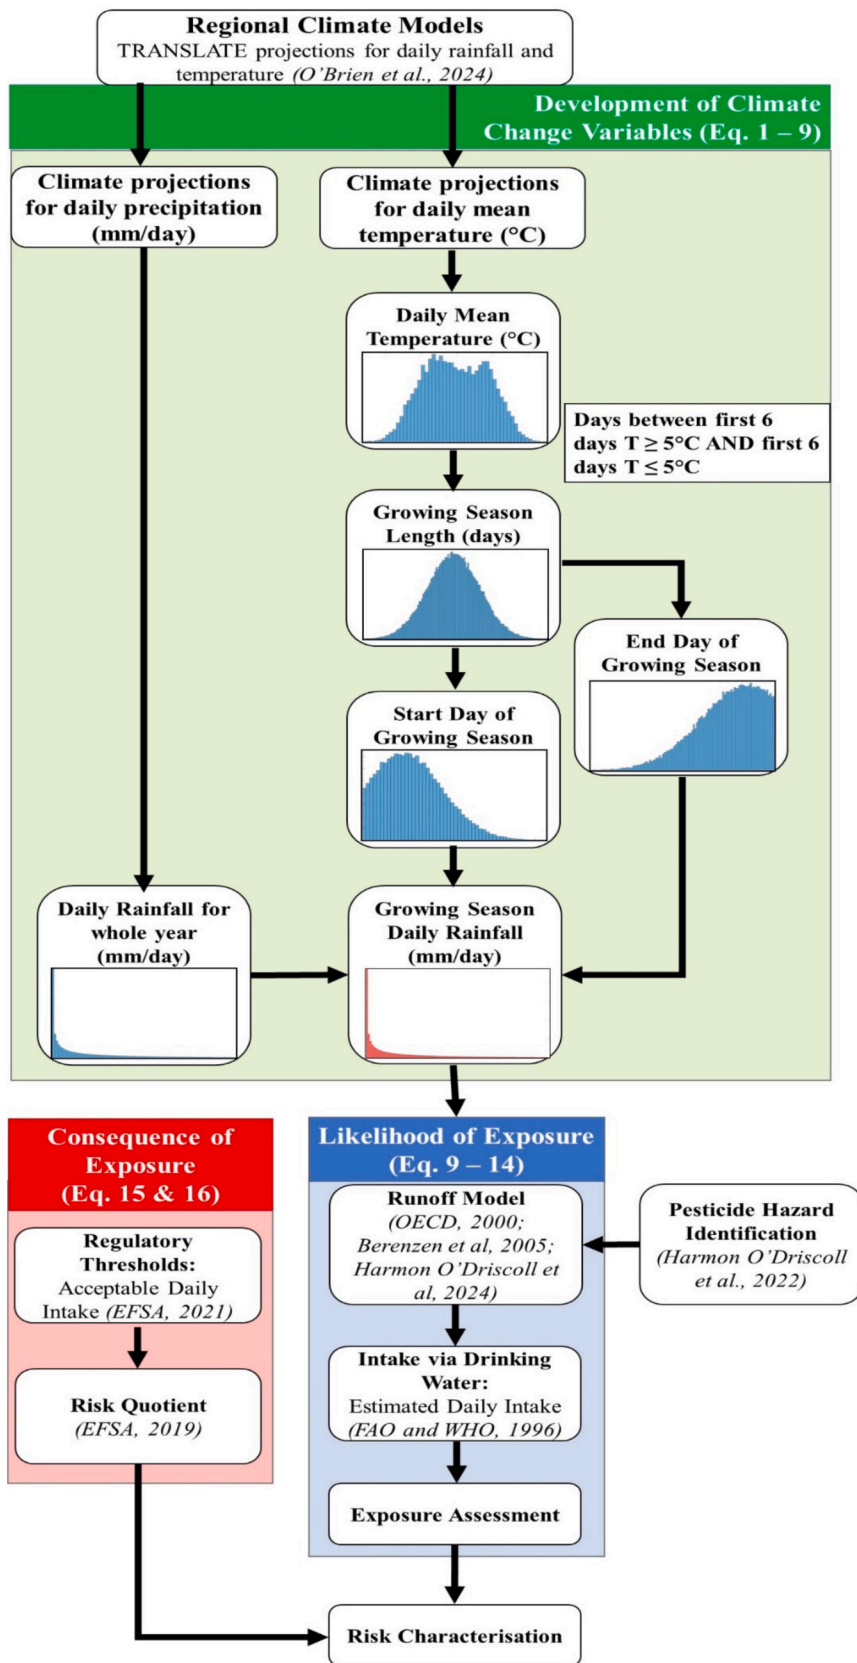 Regional Climate Models
TRANSLATE projections for daily rainfall and
temperature (O'Brien et al., 2024)
Development of Climate
Change Variables (Eq. 1 – 9)
Climate projections
for daily precipitation
(mm/day)
Climate projections
for daily mean
temperature (°C)
Daily Mean
Temperature (°C)
Days between first 6
days T ≥ 5°C AND first 6
days T ≤ 5°C
Growing Season
Length (days)
End Day of
Growing Season
Start Day of
Growing Season
Daily Rainfall for
whole year
(mm/day)
Growing Season
Daily Rainfall
(mm/day)
Consequence of
Exposure
(Eq. 15 & 16)
Regulatory
Thresholds:
Acceptable Daily
Intake (EFSA, 2021)
Risk Quotient
(EFSA, 2019)
Likelihood of Exposure
(Eq. 9 – 14)
Runoff Model
(OECD, 2000;
Berenzen et al, 2005;
Harmon O'Driscoll et
al, 2024)
Pesticide Hazard
Identification
(Harmon O'Driscoll
et al., 2022)
Intake via Drinking
Water:
Estimated Daily Intake
(FAO and WHO, 1996)
Exposure Assessment
Risk Characterisation